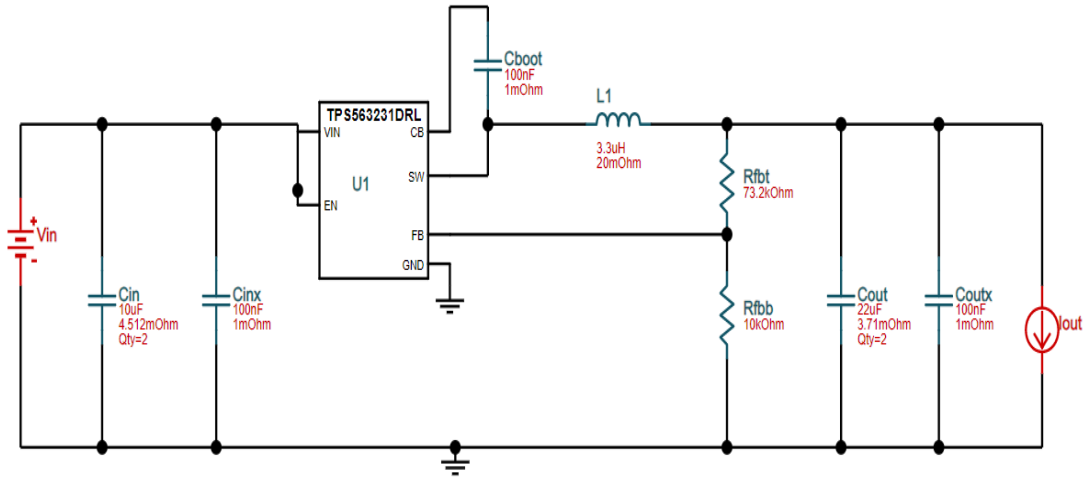 Cboot
100nF
1mOhm
L1
3.3uH
20mOhm
TPS563231DRL
VIN
CB
U1
SW
EN
FB
GND
Rfbt
73.2kOhm
+
Vin
-
Cin
10uF
4.512mOhm
Qty=2
Cinx
100nF
1mOhm
Rfbb
10kOhm
Cout
22uF
3.71mOhm
Qty=2
Coutx
100nF
1mOhm
Iout